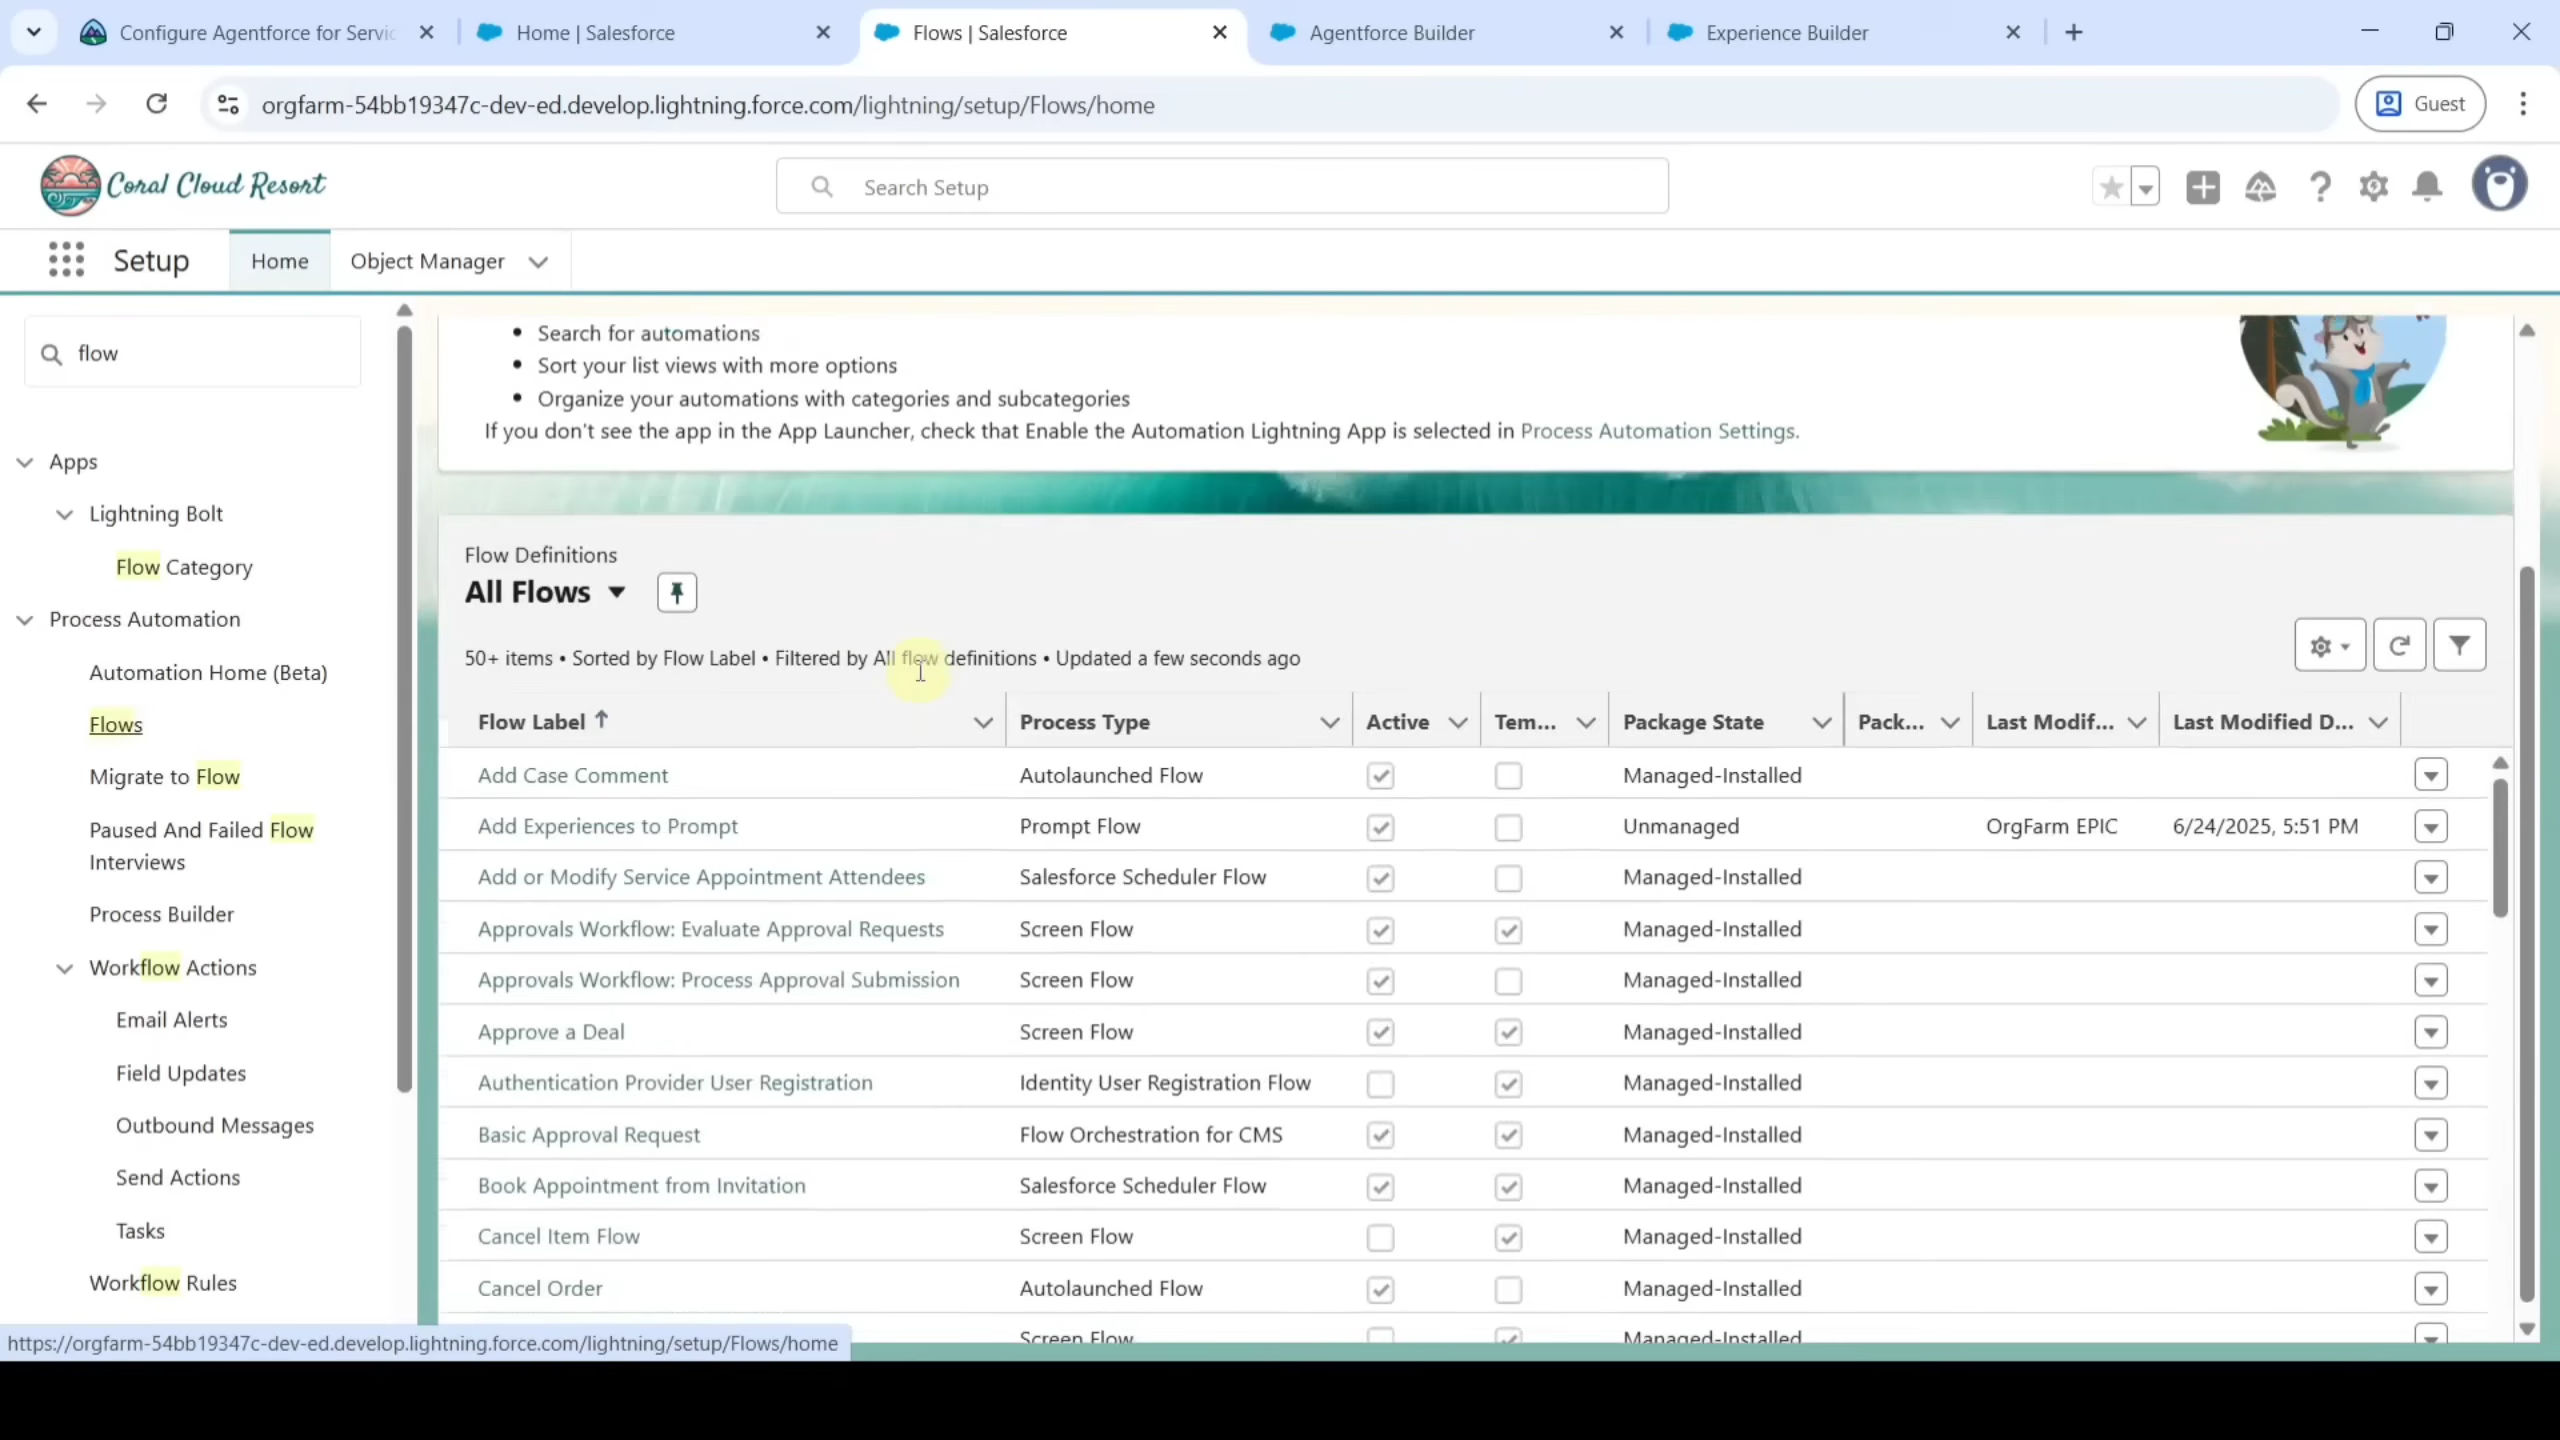 Configure Agentforce for Servic
Home | Salesforce
Flows | Salesforce
Agentforce Builder
Experience Builder
orgfarm-54bb19347c-dev-ed.develop.lightning.force.com/lightning/setup/Flows/home
Guest
Coral Cloud Resort
Search Setup
Setup
Home
Object Manager
flow
Apps
Lightning Bolt
Flow Category
Process Automation
Automation Home (Beta)
Flows
Migrate to Flow
Paused And Failed Flow
Interviews
Process Builder
Workflow Actions
Email Alerts
Field Updates
Outbound Messages
Send Actions
Tasks
Workflow Rules
• Search for automations
• Sort your list views with more options
• Organize your automations with categories and subcategories
If you don't see the app in the App Launcher, check that Enable the Automation Lightning App is selected in Process Automation Settings.
Flow Definitions
All Flows
50+ items • Sorted by Flow Label • Filtered by All flow definitions • Updated a few seconds ago
Flow Label ↑ Process Type Active Tem... Package State Pack... Last Modif... Last Modified D...
Add Case Comment Autolaunched Flow Managed-Installed
Add Experiences to Prompt Prompt Flow Unmanaged OrgFarm EPIC 6/24/2025, 5:51 PM
Add or Modify Service Appointment Attendees Salesforce Scheduler Flow Managed-Installed
Approvals Workflow: Evaluate Approval Requests Screen Flow Managed-Installed
Approvals Workflow: Process Approval Submission Screen Flow Managed-Installed
Approve a Deal Screen Flow Managed-Installed
Authentication Provider User Registration Identity User Registration Flow Managed-Installed
Basic Approval Request Flow Orchestration for CMS Managed-Installed
Book Appointment from Invitation Salesforce Scheduler Flow Managed-Installed
Cancel Item Flow Screen Flow Managed-Installed
Cancel Order Autolaunched Flow Managed-Installed
Screen Flow Managed-Installed
https://orgfarm-54bb19347c-dev-ed.develop.lightning.force.com/lightning/setup/Flows/home